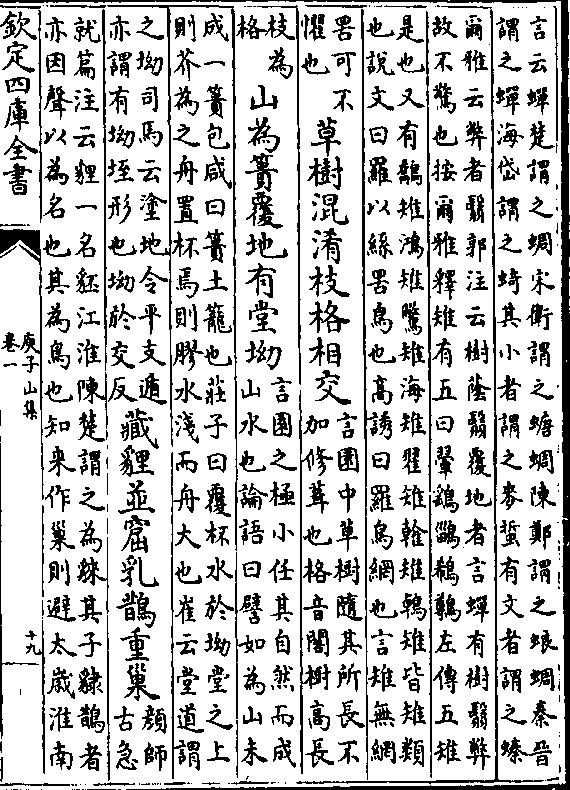 言云蟬楚謂之蜩宋衛謂之螗蜩陳鄭謂之蜋蜩秦晉
謂之蟬海岱謂之蛴其小者謂之麥蚻有文者謂之螓
爾雅云弊者翳郭注云樹蔭翳覆地者言蟬有樹翳弊
故不驚也按爾雅釋雉有五曰翬鷂鶅鷷左傳五雉
是也又有鷮雉鳪雉鷩雉海雉翟雉鶾雉鵫雉皆雉類
也說文曰羅以絲罟鳥也高誘曰羅鳥網也言雉無網
罟可不
懼也
草樹混淆枝格相交
言園中草樹隨其所長不
加修葺也格音閣樹高長
枝為
格
山為簣覆地有堂坳
言園之極小任其自然而成
山水也論語曰譬如為山未
成一簣包咸曰簣土籠也莊子曰覆杯水於坳堂之上
則芥為之舟置杯焉則膠水淺而舟大也崔云堂道謂
之坳司馬云塗地令平支遁
亦謂有坳垤形也坳於交反
藏貍並窟乳鵲重巢
顏師
古急
就篇注云貍一名豾江淮陳楚謂之為䅘其子隸鵲者
亦因聲以為名也其為鳥也知来作巢則避太歲淮南
欽定四庫全書
庾子山集
卷一
十九